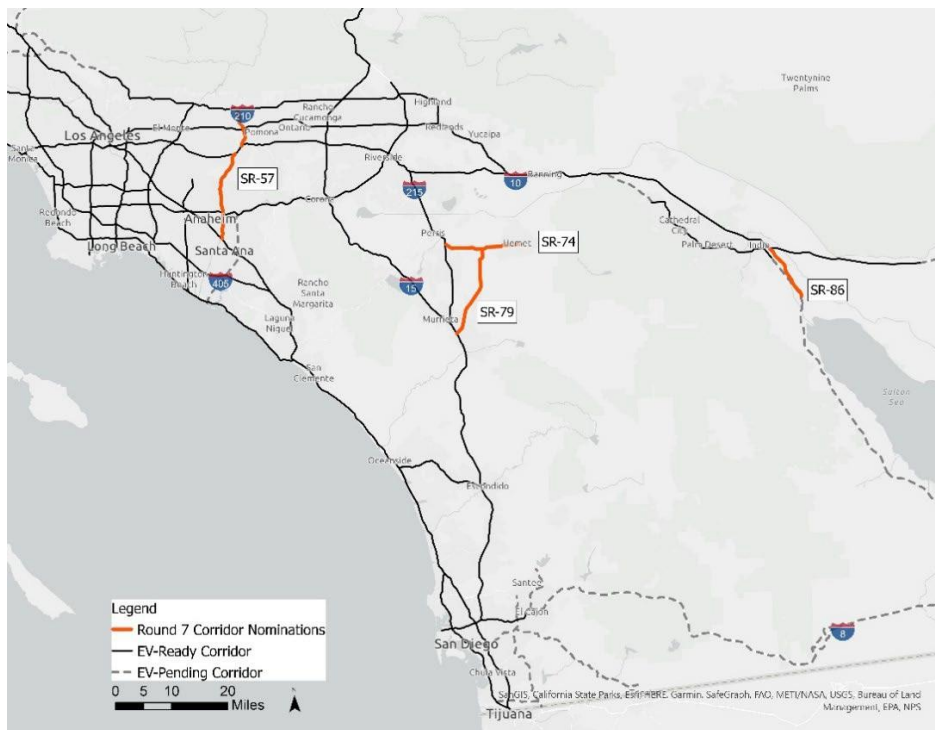 Twentynine
Palms
Highland
Rancho
Cucamonga
210
Los Angeles
El Monte
Pomona
Ontario
Redlands
Yucaipa
Santa
Monica
Riverside
SR-57
10
Banning
215
Corona
Redondo
Beach
Anaheim
Cathedral
City
Long Beach
Santa Ana
Perris
Hemet
SR-74
Palm Desert
Indio
Huntington
Beach
405
Rancho
Santa
Margarita
15
SR-86
SR-79
Laguna
Niguel
Murrieta
San
Clemente
Salton
Sea
Oceanside
Escondido
Santee
El Cajon
Legend
Round 7 Corridor Nominations
EV-Ready Corridor
EV-Pending Corridor
0 5 10 20
Miles
8
San Diego
Chula Vista
SanGIS, California State Parks, Esri, HERE, Garmin, SafeGraph, FAO, METI/NASA, USGS, Bureau of Land
Management, EPA, NPS
Tijuana